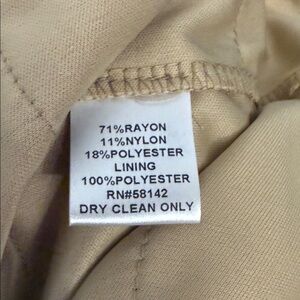 71%RAYON
11%NYLON
18%POLYESTER
LINING
100%POLYESTER
RN#58142
DRY CLEAN ONLY